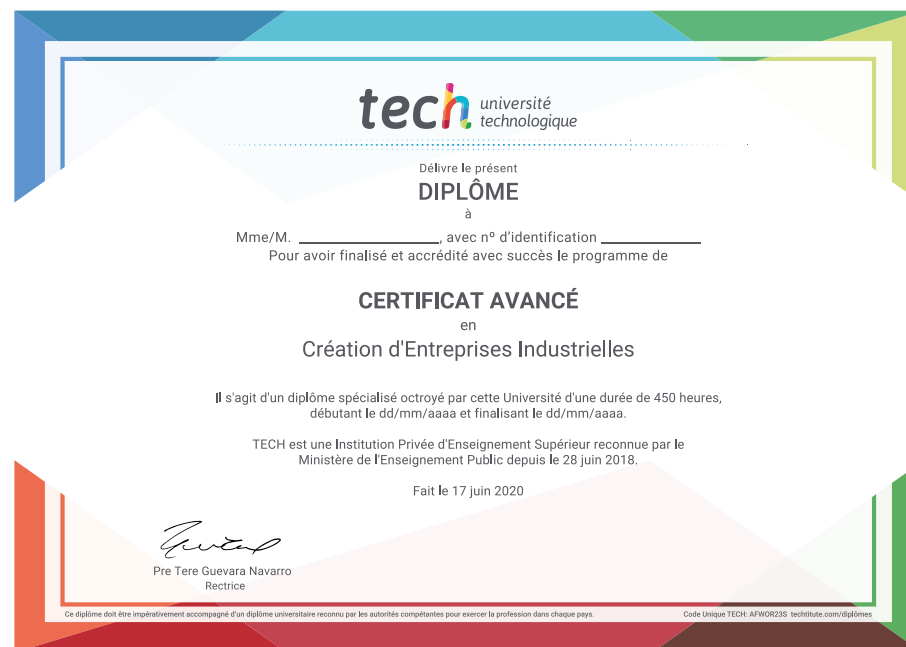 tech université
technologique
Délivre le présent
DIPLÔME
à
Mme/M. ____________________, avec nº d'identification ______________
Pour avoir finalisé et accrédité avec succès le programme de
CERTIFICAT AVANCÉ
en
Création d'Entreprises Industrielles
Il s'agit d'un diplôme spécialisé octroyé par cette Université d'une durée de 450 heures,
débutant le dd/mm/aaaa et finalisant le dd/mm/aaaa.
TECH est une Institution Privée d'Enseignement Supérieur reconnue par le
Ministère de l'Enseignement Public depuis le 28 juin 2018.
Fait le 17 juin 2020
Pre Tere Guevara Navarro
Rectrice
Ce diplôme doit être impérativement accompagné d'un diplôme universitaire reconnu par les autorités compétentes pour exercer la profession dans chaque pays.
Code Unique TECH: AFWOR23S techtitute.com/diplômes